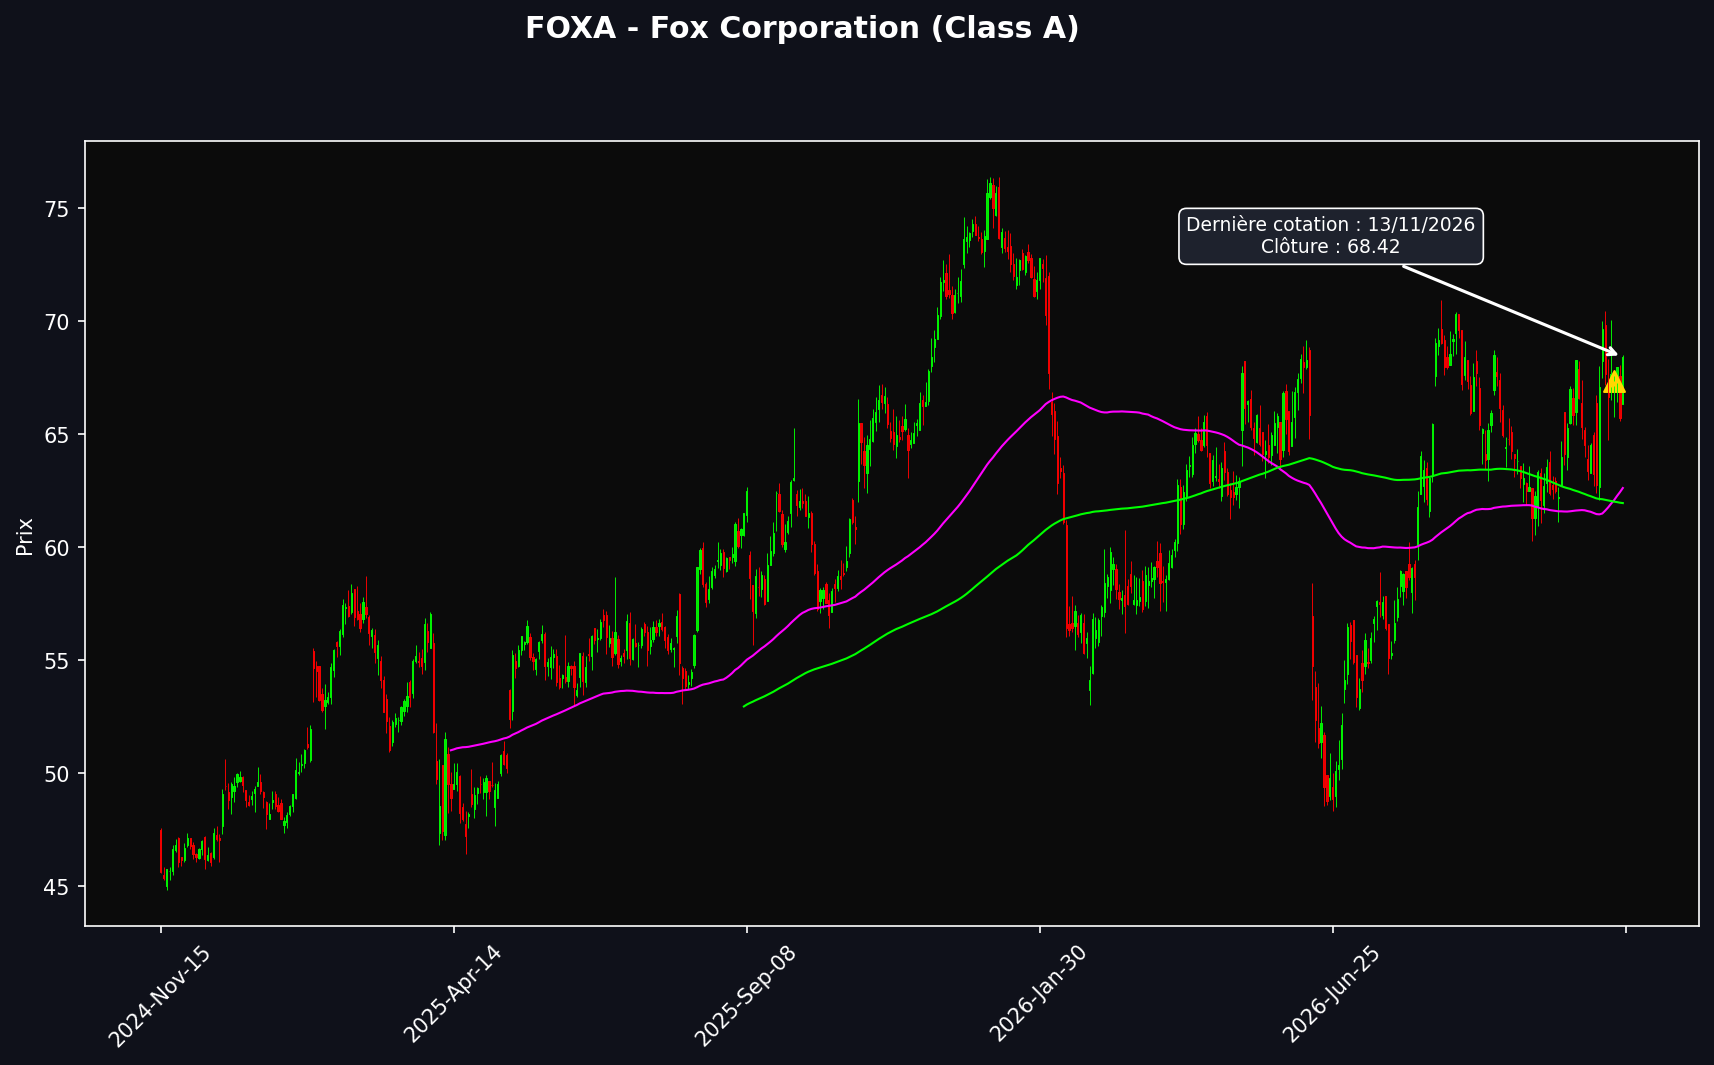 FOXA - Fox Corporation (Class A)
Dernière cotation : 13/11/2026
Clôture : 68.42
Prix
75
70
65
60
55
50
45
2024-Nov-15
2025-Apr-14
2025-Sep-08
2026-Jan-30
2026-Jun-25